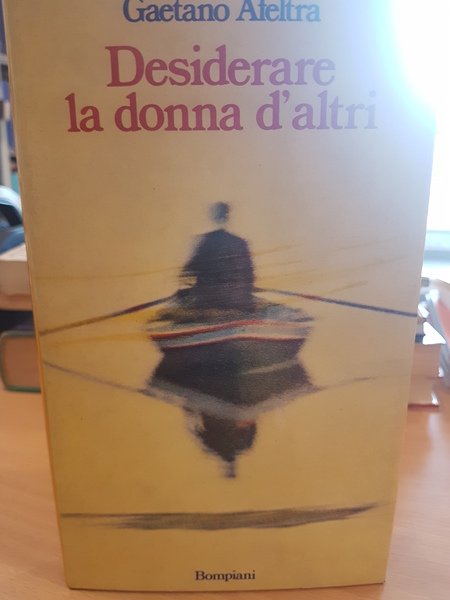 Gaetano Afeltra
Desiderare
la donna d'altri
Bompiani